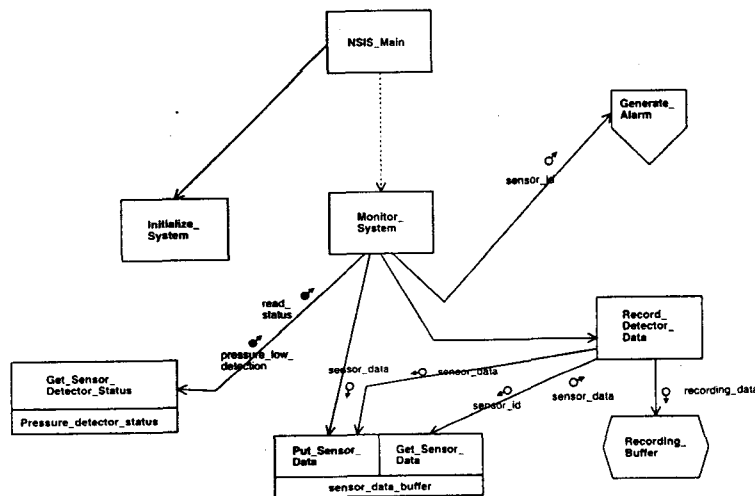 NSIS_Main
Generate_
Alarm
sensor_id
Initialize_
System
Monitor_
System
read_
status
Record_
Detector_
Data
pressure_low_
detection
Get_Sensor_
Detector_Status
sensor_data
sensor_data
sensor_id
sensor_data
recording_data
Pressure_detector_status
Put_Sensor_
Data
Get_Sensor_
Data
Recording_
Buffer
sensor_data_buffer